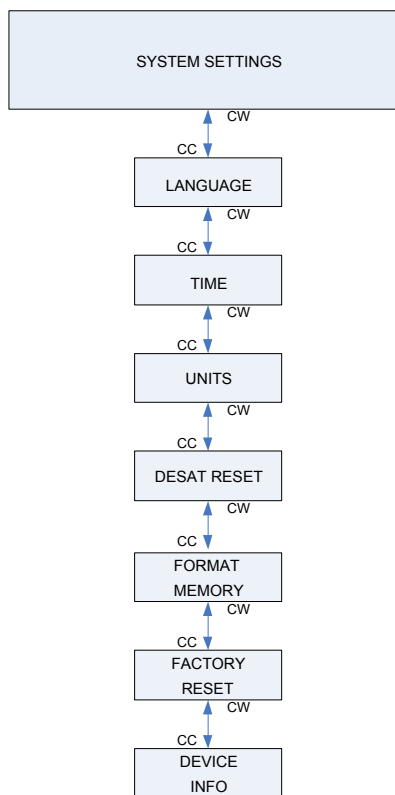 SYSTEM SETTINGS
CW
CC
LANGUAGE
CW
CC
TIME
CW
CC
UNITS
CW
CC
DESAT RESET
CW
CC
FORMAT
MEMORY
CW
CC
FACTORY
RESET
CW
CC
DEVICE
INFO